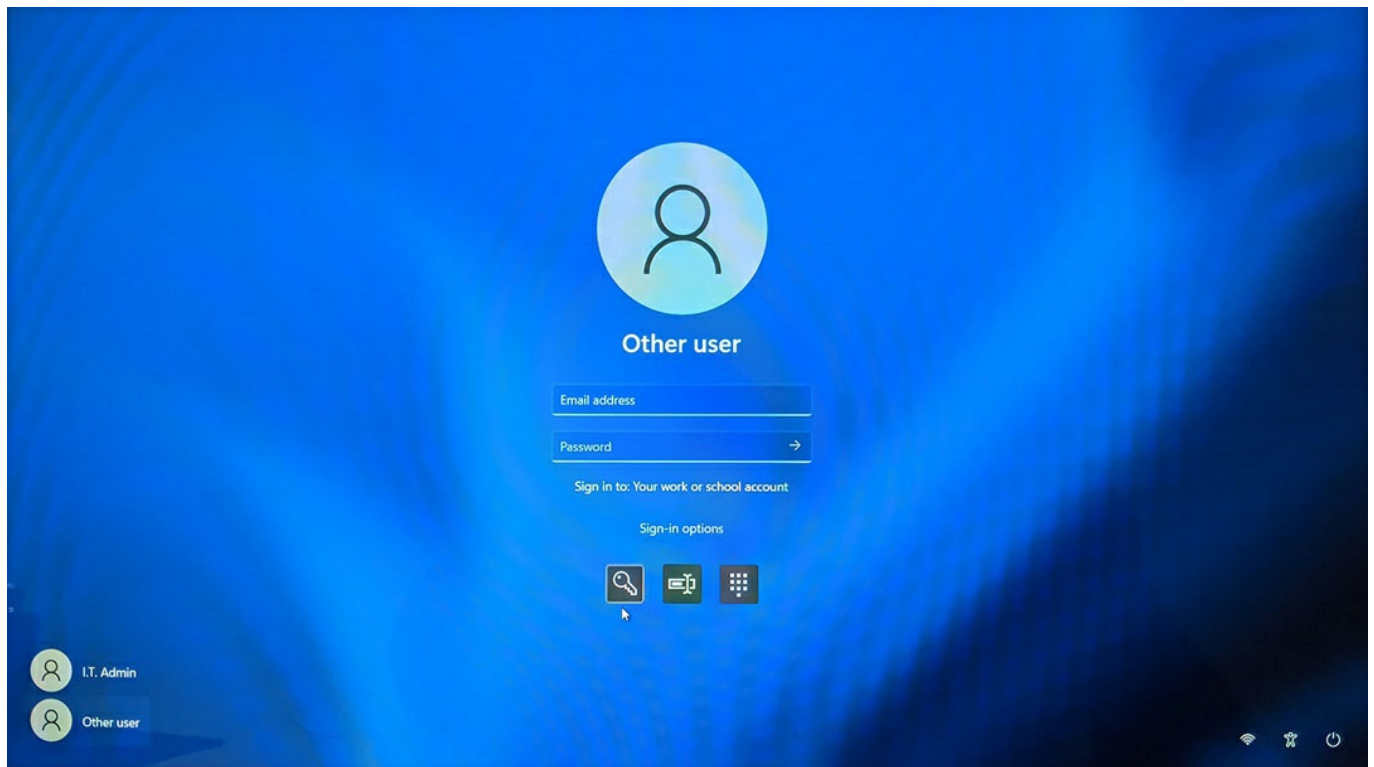 Other user
Email address
Password
Sign in to: Your work or school account
Sign-in options
I.T. Admin
Other user